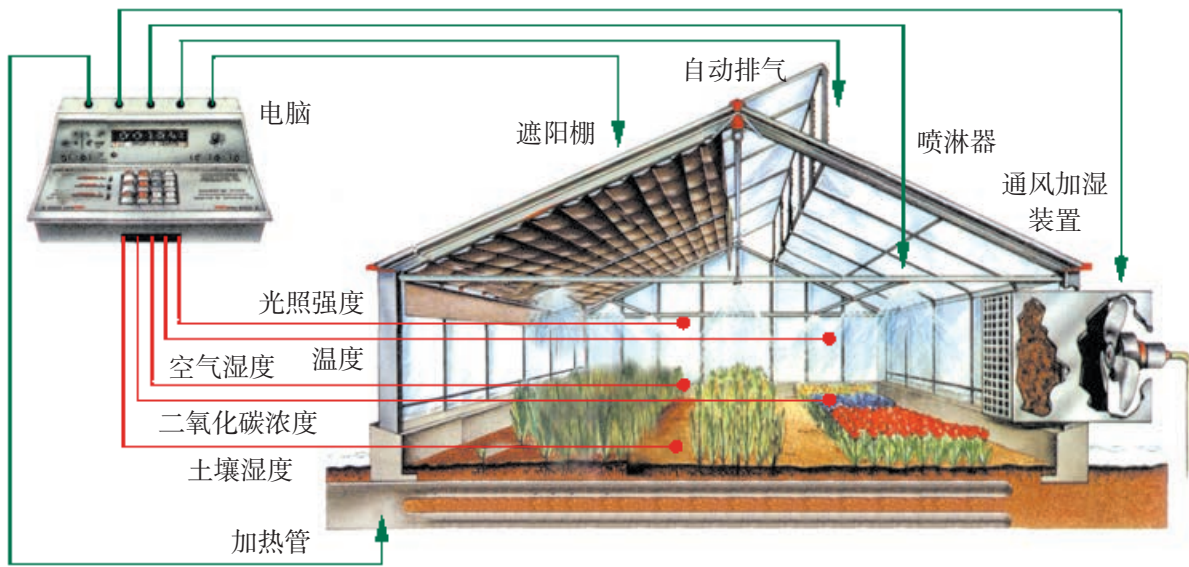 自动排气
电脑
遮阳棚
喷淋器
通风加湿
装置
光照强度
温度
空气湿度
二氧化碳浓度
土壤湿度
加热管